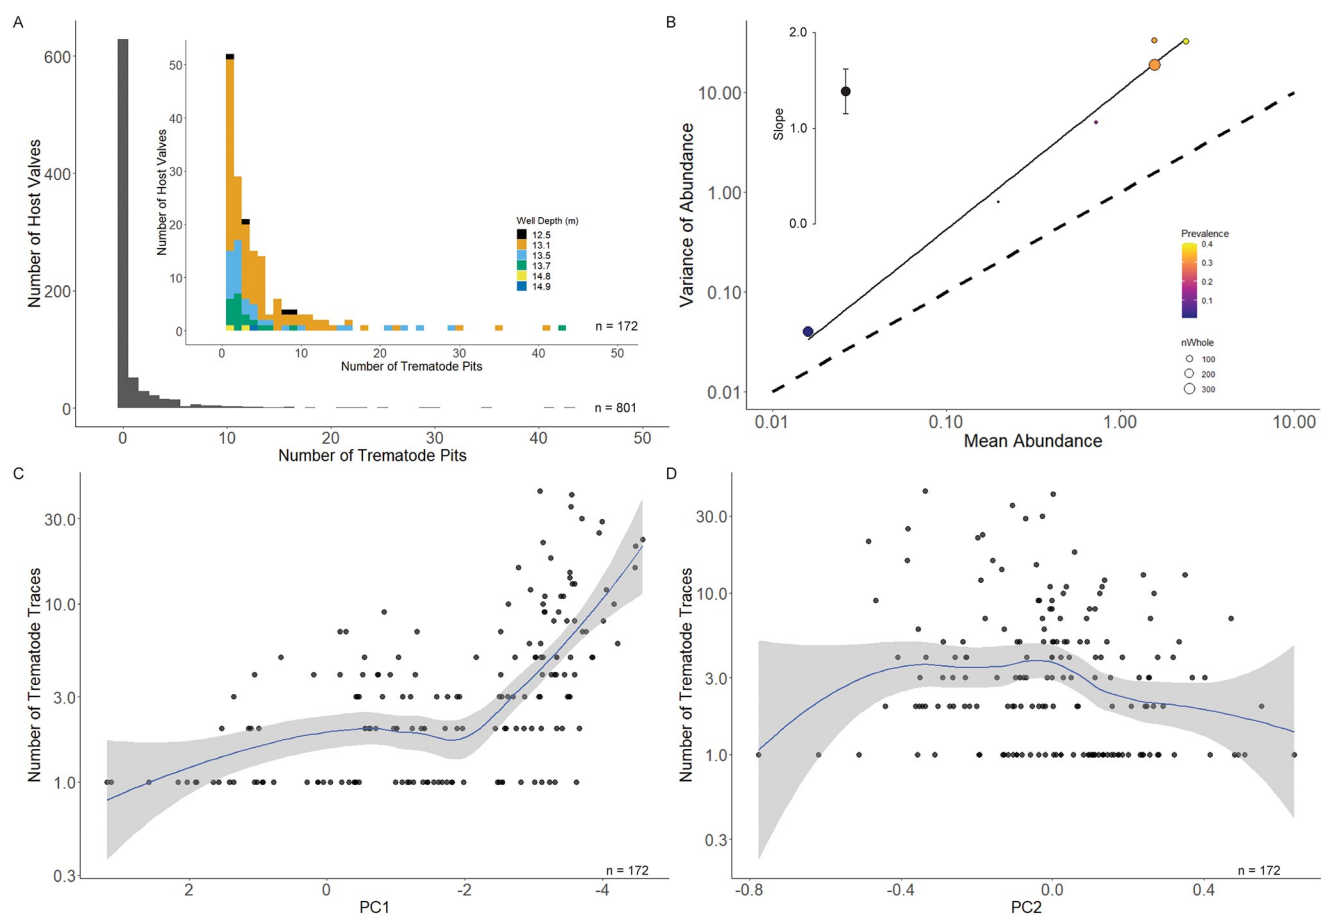 A
Number of Host Valves
600
400
200
0
0
10
20
30
40
50
Number of Trematode Pits
n = 801
Number of Host Valves
50
40
30
20
10
0
0
10
20
30
40
50
Number of Trematode Pits
n = 172
Well Depth (m)
12.5
13.1
13.5
13.7
14.8
14.9
B
Variance of Abundance
10.00
1.00
0.10
0.01
0.01
0.10
1.00
10.00
Mean Abundance
Slope
2.0
1.0
0.0
Prevalence
0.4
0.3
0.2
0.1
nWhole
100
200
300
C
Number of Trematode Traces
30.0
10.0
3.0
1.0
0.3
2
0
-2
-4
PC1
n = 172
D
Number of Trematode Traces
30.0
10.0
3.0
1.0
0.3
-0.8
-0.4
0.0
0.4
PC2
n = 172